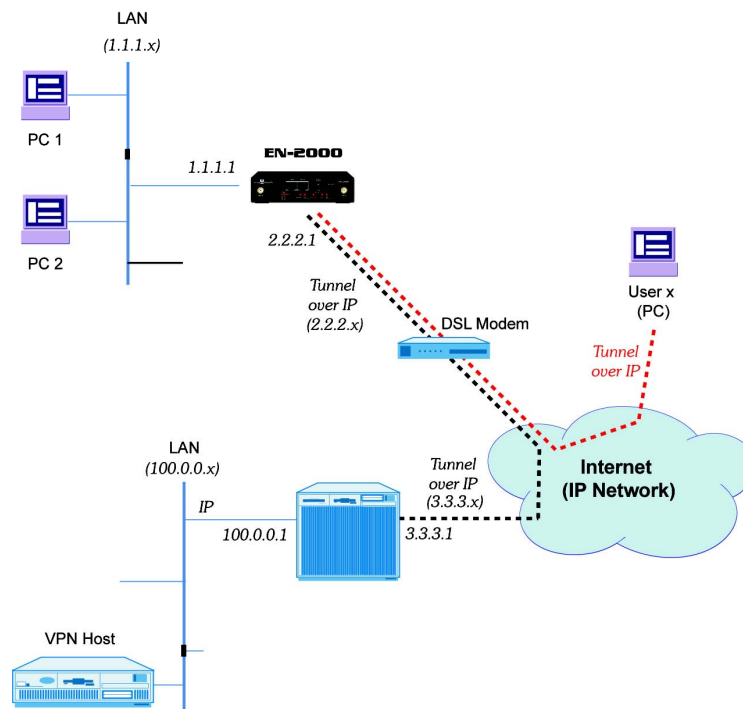 LAN
(1.1.1.x)
PC 1
EN-2000
1.1.1.1
PC 2
2.2.2.1
Tunnel
over IP
(2.2.2.x)
User x
(PC)
DSL Modem
Tunnel
over IP
LAN
(100.0.0.x)
Tunnel
over IP
(3.3.3.x)
Internet
(IP Network)
IP
100.0.0.1
3.3.3.1
VPN Host